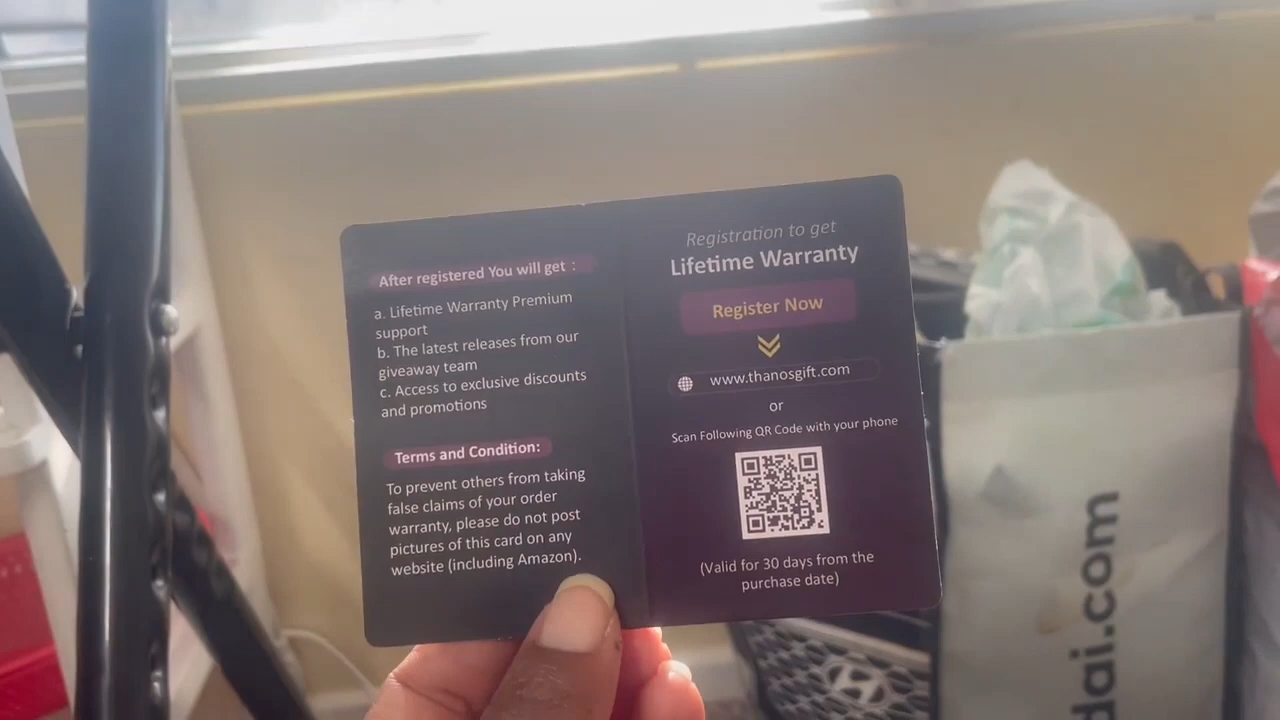 After registered You will get :
a. Lifetime Warranty Premium
support
b. The latest releases from our
giveaway team
c. Access to exclusive discounts
and promotions
Terms and Condition:
To prevent others from taking
false claims of your order
warranty, please do not post
pictures of this card on any
website (including Amazon).
Registration to get
Lifetime Warranty
Register Now
www.thanosgift.com
or
Scan Following QR Code with your phone
(Valid for 30 days from the
purchase date)
dai.com